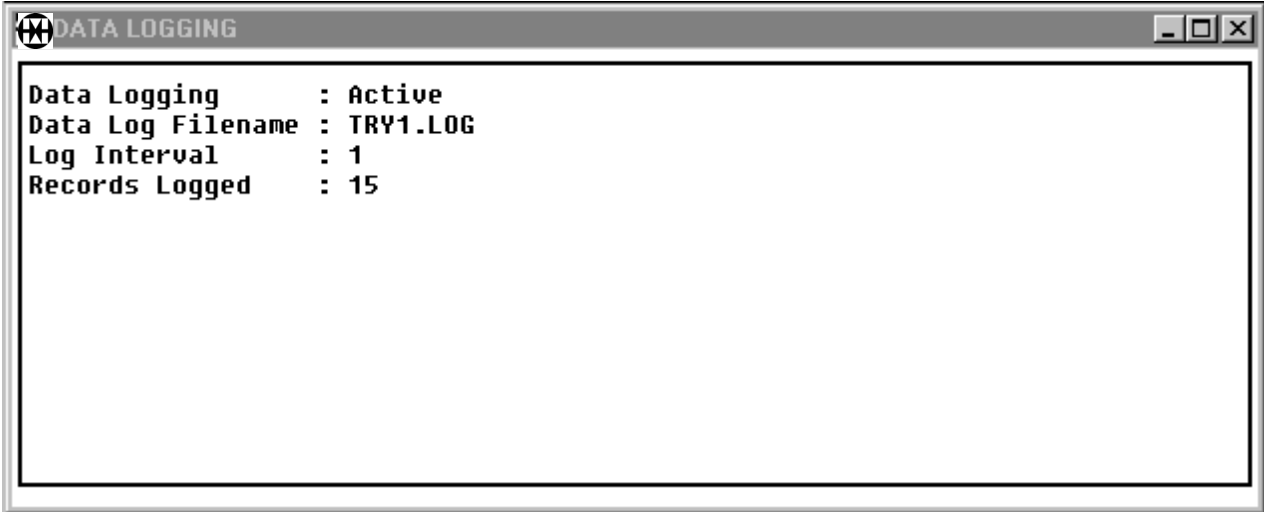 DATA LOGGING
Data Logging : Active
Data Log Filename : TRY1.LOG
Log Interval : 1
Records Logged : 15